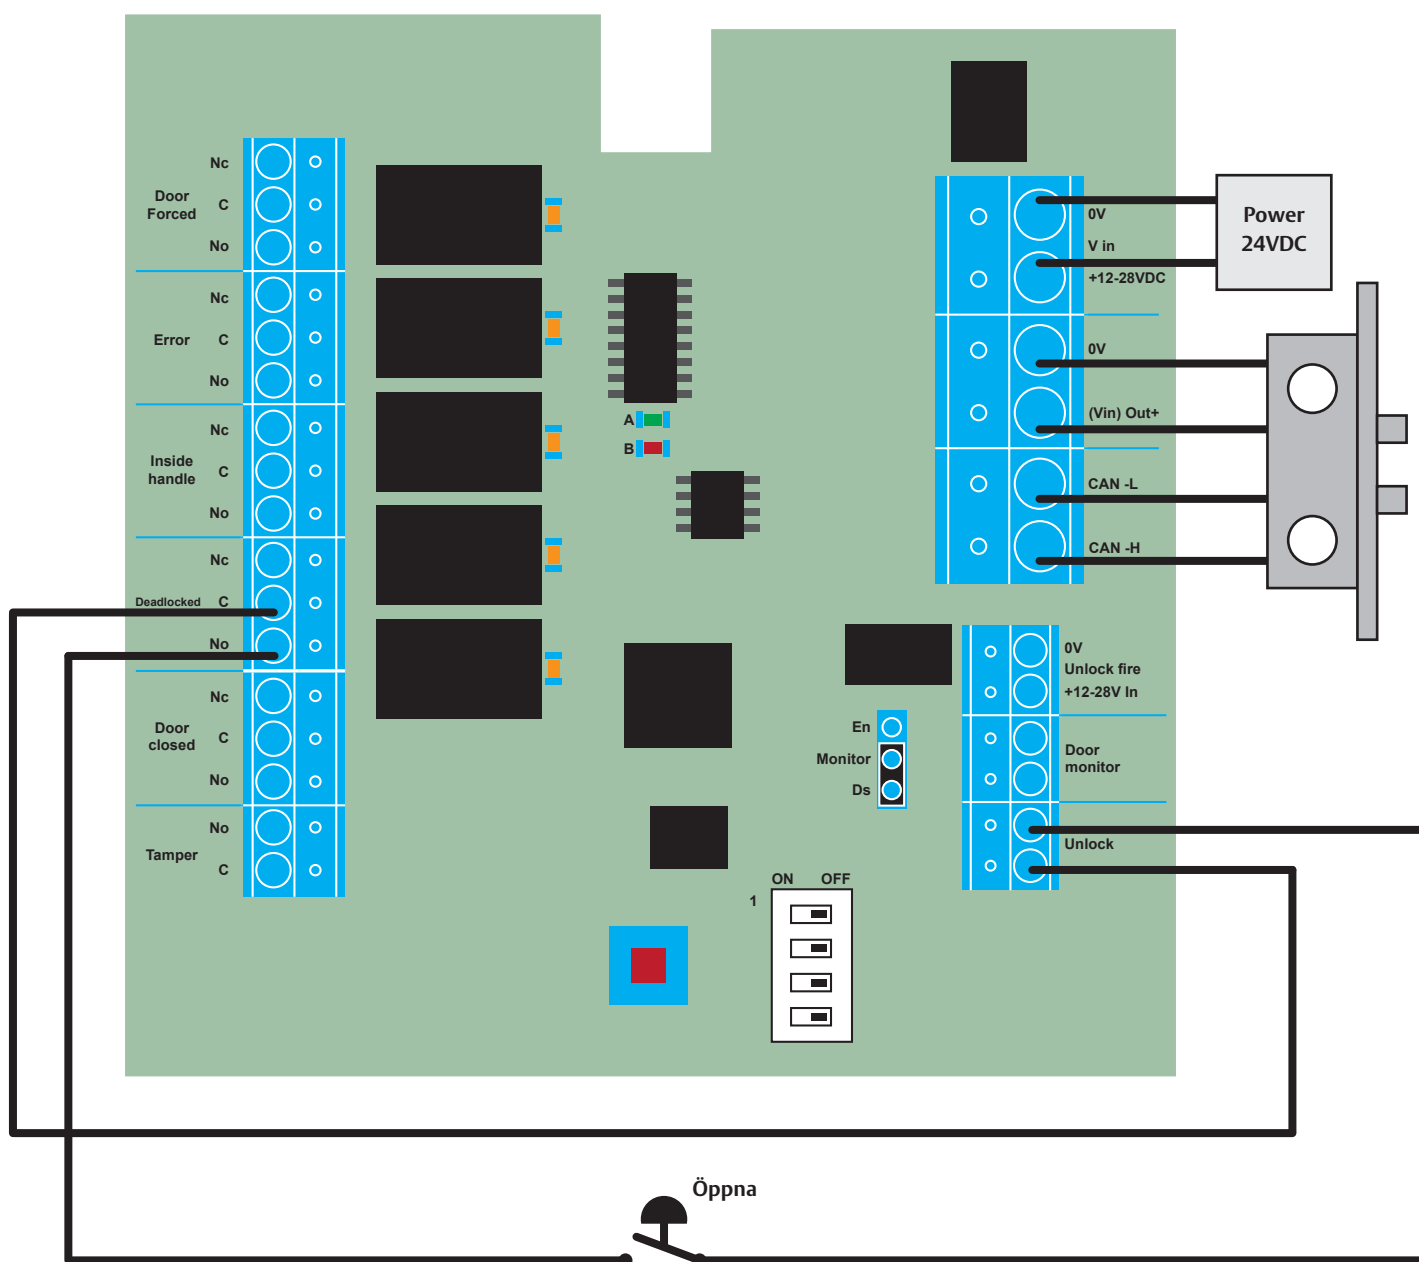 Nc
Door
Forced
C
No
Nc
Error
C
No
Nc
Inside
handle
C
No
Nc
Deadlocked
C
No
Nc
Door
closed
C
No
No
Tamper
C
A
B
0V
V in
+12-28VDC
Power
24VDC
0V
(Vin) Out+
CAN -L
CAN -H
0V
Unlock fire
+12-28V In
En
Monitor
Ds
Door
monitor
Unlock
ON OFF
1
Öppna